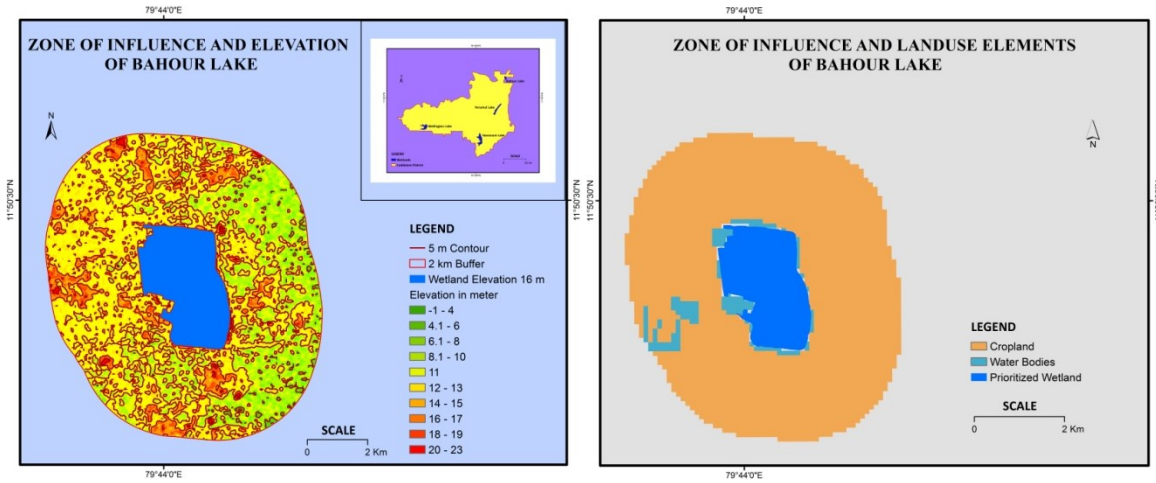 79°44'0"E
ZONE OF INFLUENCE AND ELEVATION
OF BAHOUR LAKE
N
11°50'30"N
LEGEND
SCALE
LEGEND
5 m Contour
2 km Buffer
Wetland Elevation 16 m
Elevation in meter
-1 - 4
4.1 - 6
6.1 - 8
8.1 - 10
11
12 - 13
14 - 15
16 - 17
18 - 19
20 - 23
SCALE
0 2 Km
79°44'0"E
79°44'0"E
ZONE OF INFLUENCE AND LANDUSE ELEMENTS
OF BAHOUR LAKE
N
11°50'30"N
LEGEND
Cropland
Water Bodies
Prioritized Wetland
SCALE
0 2 Km
79°44'0"E